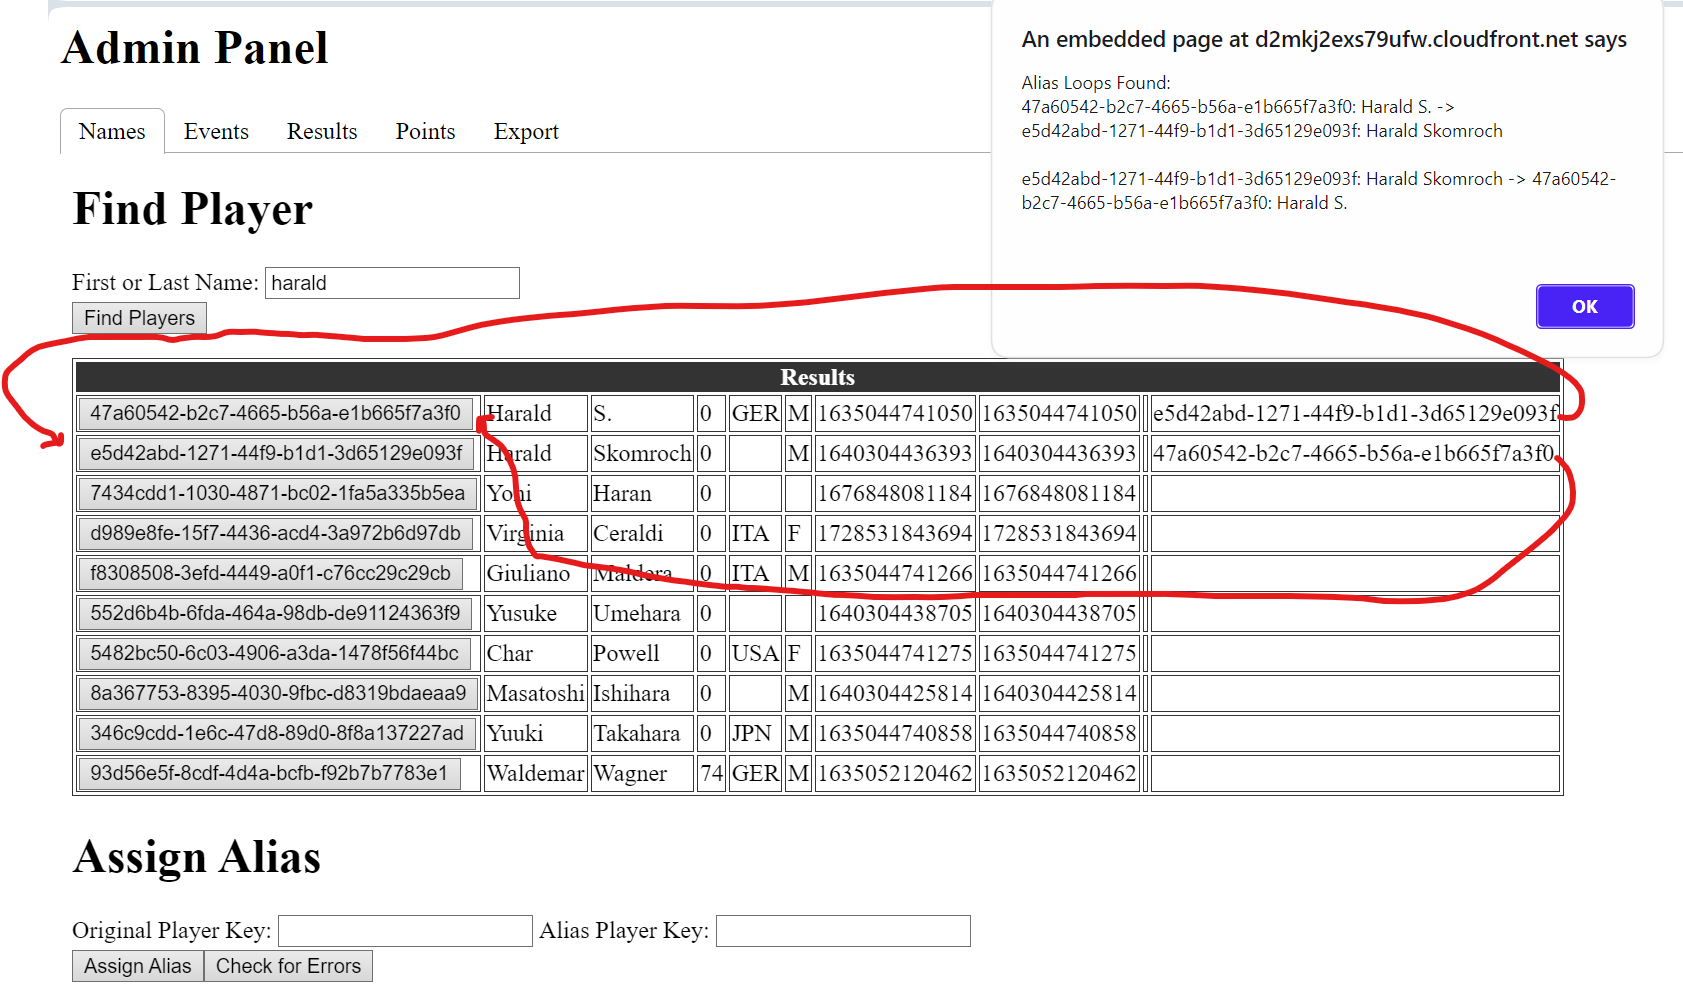 Admin Panel
An embedded page at d2mkj2exs79ufw.cloudfront.net says
Alias Loops Found:
47a60542-b2c7-4665-b56a-e1b665f7a3f0: Harald S. ->
e5d42abd-1271-44f9-b1d1-3d65129e093f: Harald Skomroch
e5d42abd-1271-44f9-b1d1-3d65129e093f: Harald Skomroch -> 47a60542-
b2c7-4665-b56a-e1b665f7a3f0: Harald S.
OK
Names Events Results Points Export
Find Player
First or Last Name: harald
Find Players
Results
47a60542-b2c7-4665-b56a-e1b665f7a3f0 Harald S. 0 GER M 1635044741050 1635044741050 e5d42abd-1271-44f9-b1d1-3d65129e093f
e5d42abd-1271-44f9-b1d1-3d65129e093f Harald Skomroch 0 M 1640304436393 1640304436393 47a60542-b2c7-4665-b56a-e1b665f7a3f0
7434cdd1-1030-4871-bc02-1fa5a335b5ea Yohi Haran 0 1676848081184 1676848081184
d989e8fe-15f7-4436-acd4-3a972b6d97db Virginia Ceraldi 0 ITA F 1728531843694 1728531843694
f8308508-3efd-4449-a0f1-c76cc29c29cb Giuliano Maldera 0 ITA M 1635044741266 1635044741266
552d6b4b-6fda-464a-98db-de91124363f9 Yusuke Umehara 0 1640304438705 1640304438705
5482bc50-6c03-4906-a3da-1478f56f44bc Char Powell 0 USA F 1635044741275 1635044741275
8a367753-8395-4030-9fbc-d8319bdaeaa9 Masatoshi Ishihara 0 M 1640304425814 1640304425814
346c9cdd-1e6c-47d8-89d0-8f8a137227ad Yuuki Takahara 0 JPN M 1635044740858 1635044740858
93d56e5f-8cdf-4d4a-bcfb-f92b7b7783e1 Waldemar Wagner 74 GER M 1635052120462 1635052120462
Assign Alias
Original Player Key: Alias Player Key:
Assign Alias Check for Errors